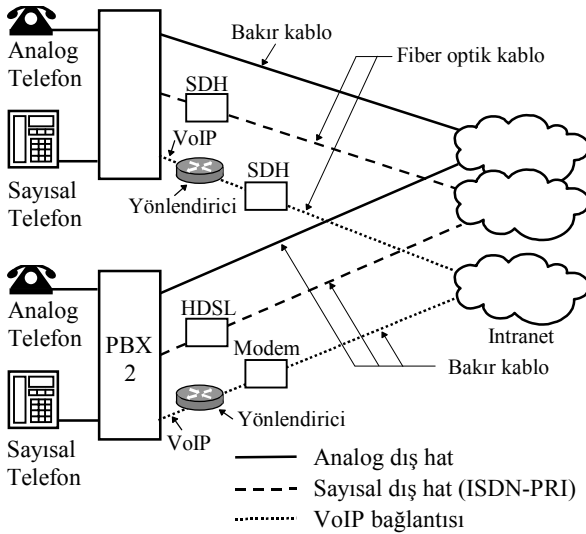 Analog
Telefon
Sayısal
Telefon
Bakır kablo
Fiber optik kablo
SDH
VoIP
SDH
Yönlendirici
Analog
Telefon
PBX
2
HDSL
Modem
Intranet
Bakır kablo
Yönlendirici
VoIP
Sayısal
Telefon
Analog dış hat
Sayısal dış hat (ISDN-PRI)
VoIP bağlantısı